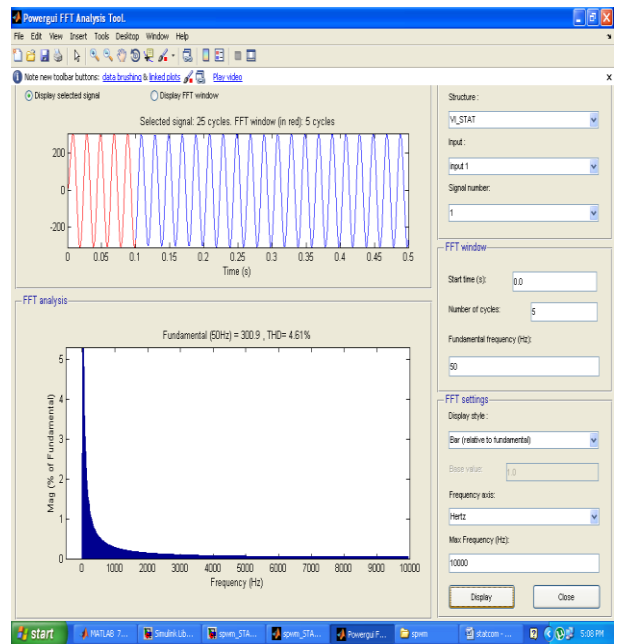 Powergui FFT Analysis Tool.
File Edit View Insert Tools Desktop Window Help
Note new toolbar buttons: data brushing & linked plots Play video
Display selected signal Display FFT window
Selected signal: 25 cycles. FFT window (in red): 5 cycles
200
0
-200
0 0.05 0.1 0.15 0.2 0.25 0.3 0.35 0.4 0.45 0.5
Time (s)
FFT analysis
Fundamental (50Hz) = 300.9 , THD= 4.61%
5
4
3
2
1
0
Mag (% of Fundamental)
0 1000 2000 3000 4000 5000 6000 7000 8000 9000 10000
Frequency (Hz)
Structure :
VI_STAT
Input :
input 1
Signal number:
1
FFT window
Start time (s): 0.0
Number of cycles: 5
Fundamental frequency (Hz):
50
FFT settings
Display style :
Bar (relative to fundamental)
Base value: 1.0
Frequency axis:
Hertz
Max Frequency (Hz):
10000
Display Close
start MATLAB 7... Simulink Lib... spwm_STA... spwm_STA... Powergui F... spwm statcom - ... 5:08 PM